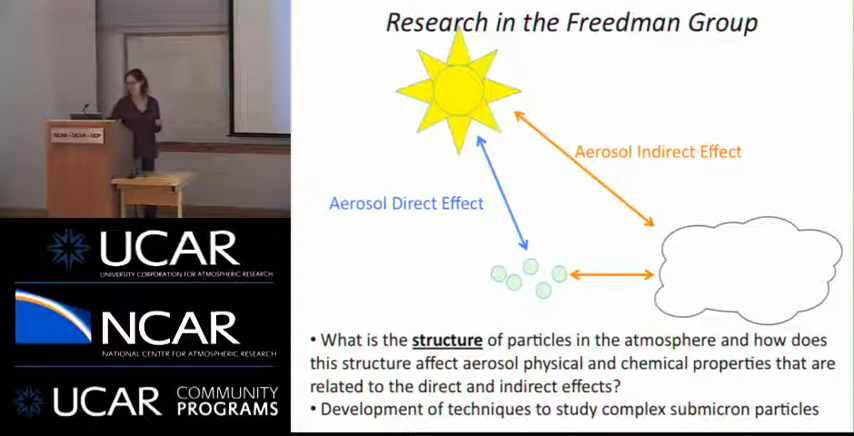 Research in the Freedman Group
Aerosol Indirect Effect
Aerosol Direct Effect
• What is the structure of particles in the atmosphere and how does
this structure affect aerosol physical and chemical properties that are
related to the direct and indirect effects?
• Development of techniques to study complex submicron particles
NCAR • UCAR • UCP
UCAR
UNIVERSITY CORPORATION FOR ATMOSPHERIC RESEARCH
NCAR
NATIONAL CENTER FOR ATMOSPHERIC RESEARCH
UCAR COMMUNITY
PROGRAMS